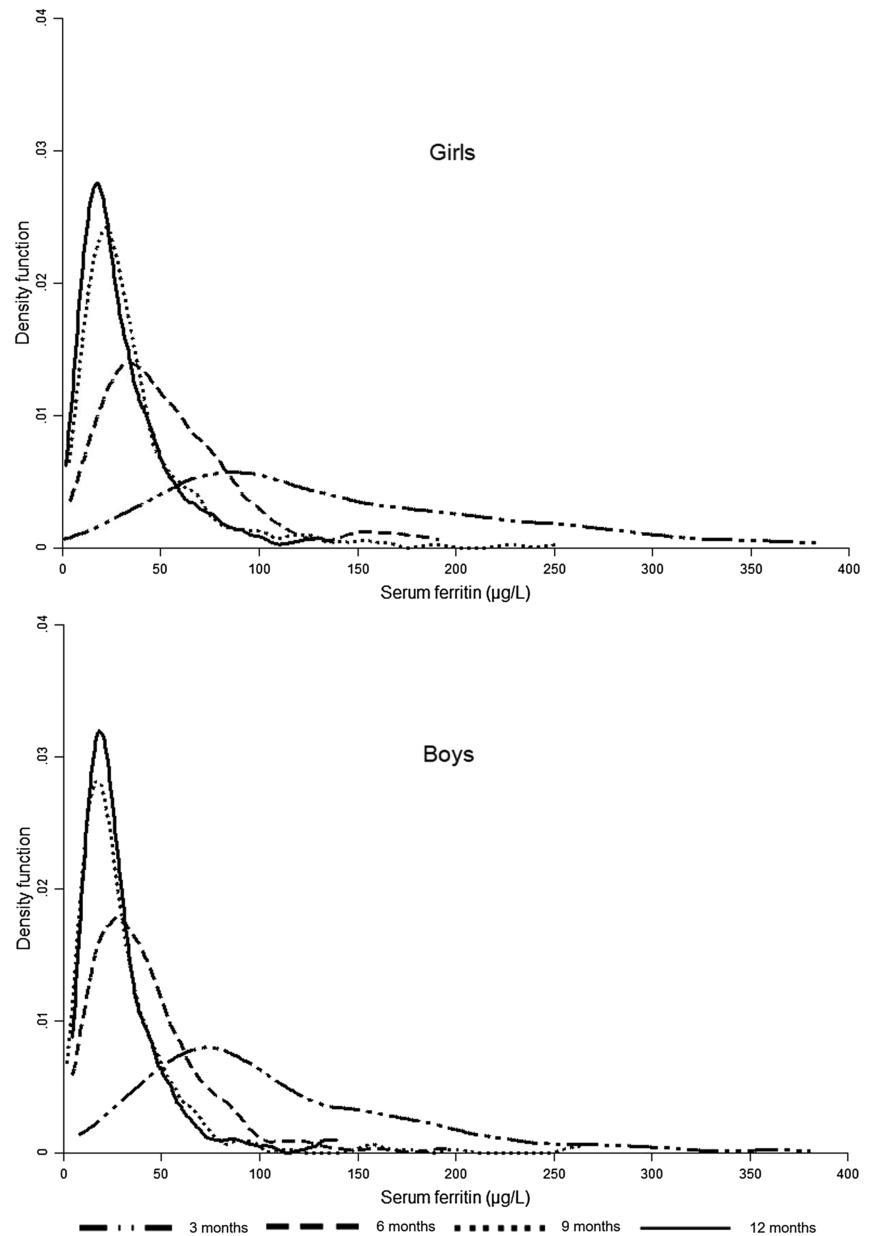 .04
.03
Girls
Density function
.02
.01
0
0 50 100 150 200 250 300 350 400
Serum ferritin (µg/L)
.04
.03
Boys
Density function
.02
.01
0
0 50 100 150 200 250 300 350 400
Serum ferritin (µg/L)
3 months 6 months 9 months 12 months